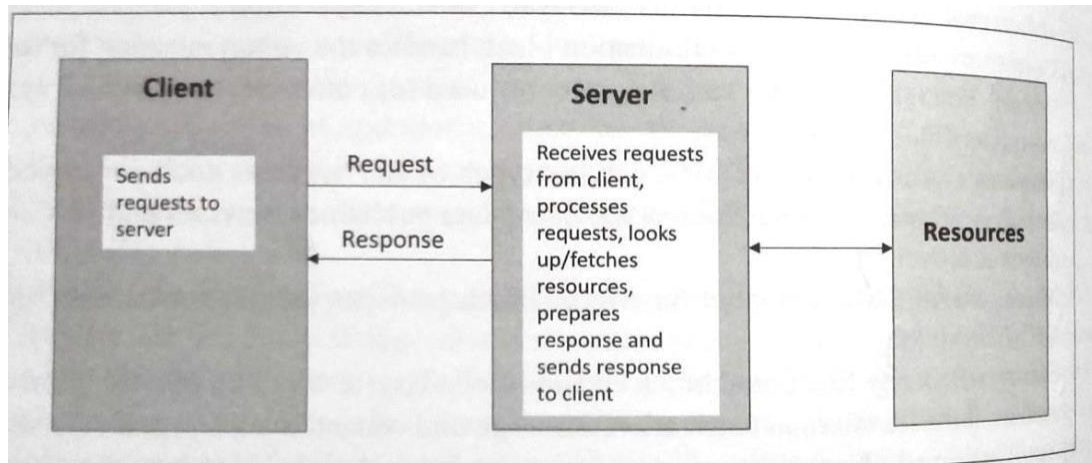 Client
Sends
requests to
server
Request
Response
Server
Receives requests
from client,
processes
requests, looks
up/fetches
resources,
prepares
response and
sends response
to client
Resources